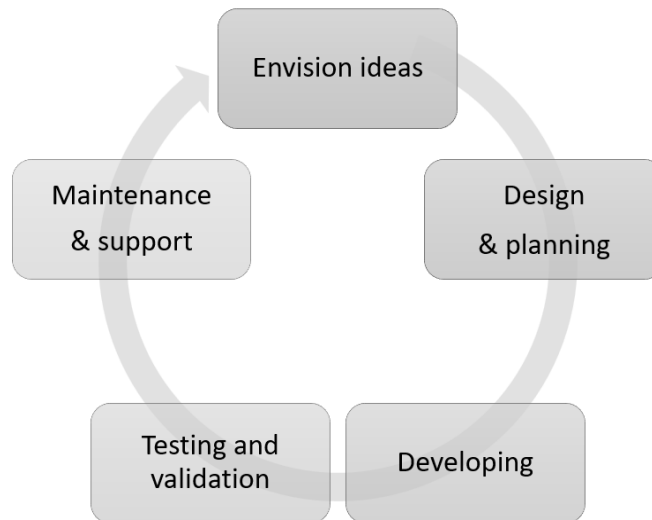 Envision ideas
Design
& planning
Developing
Testing and
validation
Maintenance
& support